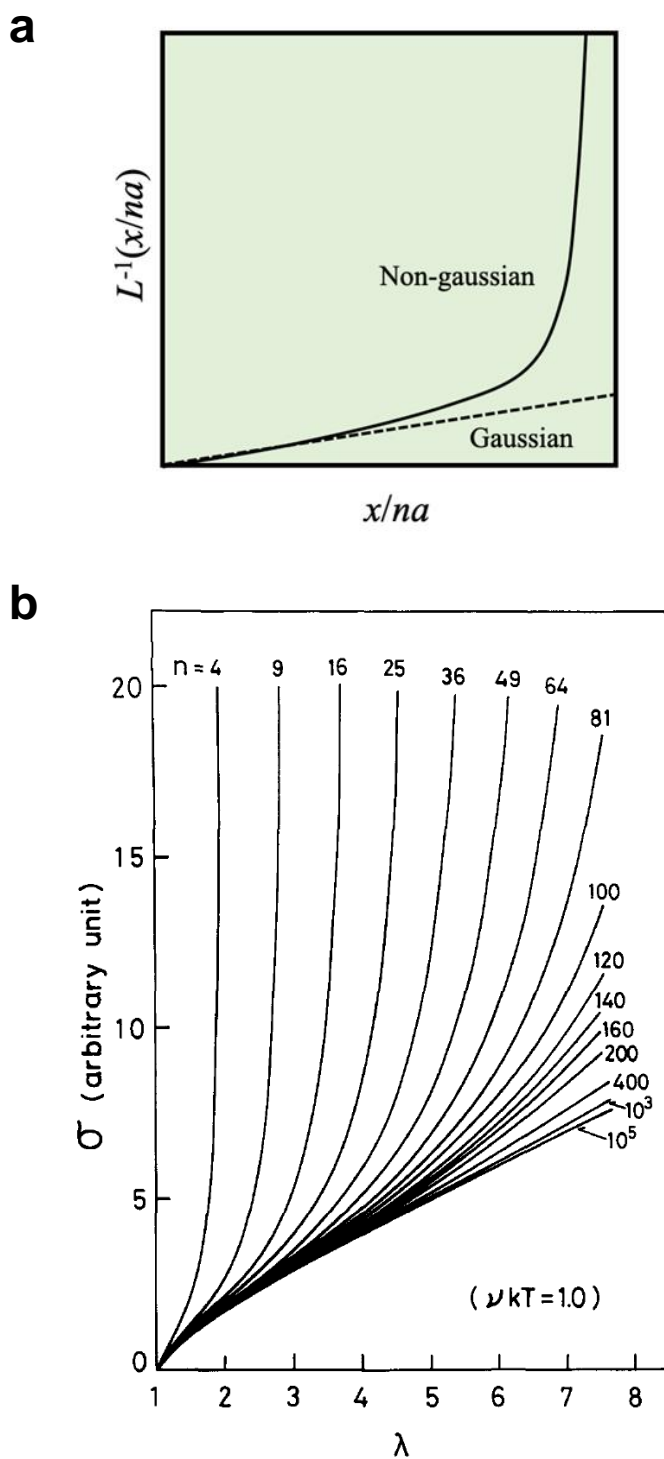 a
L⁻¹(x/na)
Non-gaussian
Gaussian
x/na
b
n = 4 9 16 25 36 49 64 81
20
15
10
5
0
σ (arbitrary unit)
100
120
140
160
200
400
10³
10⁵
(νkT=1.0)
1 2 3 4 5 6 7 8
λ